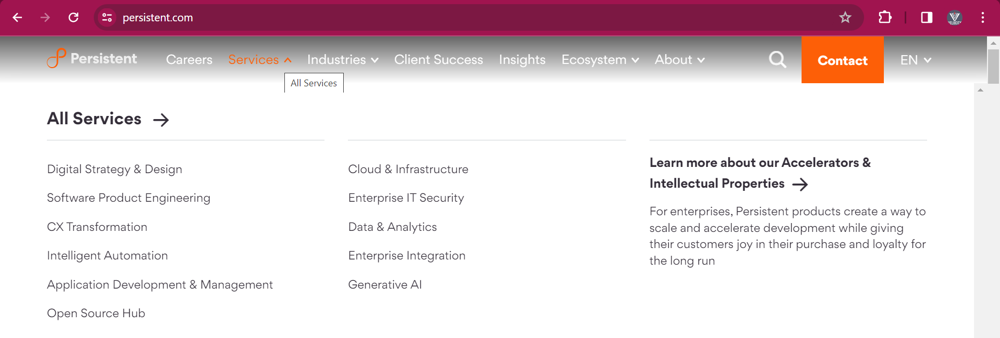 persistent.com
VELOCITY
Persistent
Careers
Services
Industries
Client Success
Insights
Ecosystem
About
Contact
EN
All Services
All Services
Digital Strategy & Design
Software Product Engineering
CX Transformation
Intelligent Automation
Application Development & Management
Open Source Hub
Cloud & Infrastructure
Enterprise IT Security
Data & Analytics
Enterprise Integration
Generative AI
Learn more about our Accelerators &
Intellectual Properties
For enterprises, Persistent products create a way to
scale and accelerate development while giving
their customers joy in their purchase and loyalty for
the long run